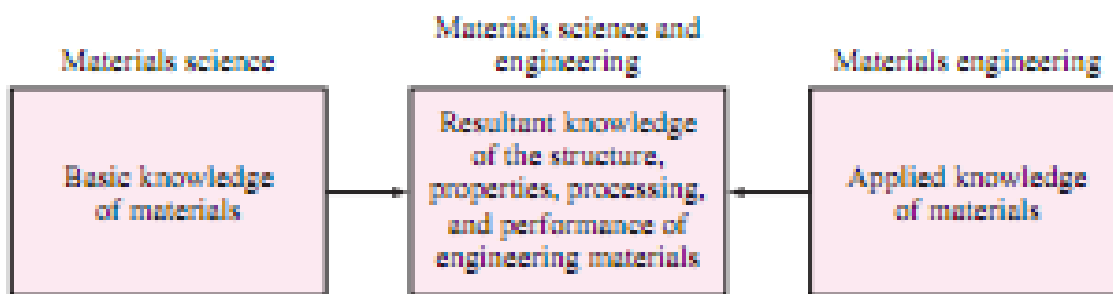 Materials science
Materials science and
engineering
Materials engineering
Basic knowledge
of materials
Resultant knowledge
of the structure,
properties, processing,
and performance of
engineering materials
Applied knowledge
of materials